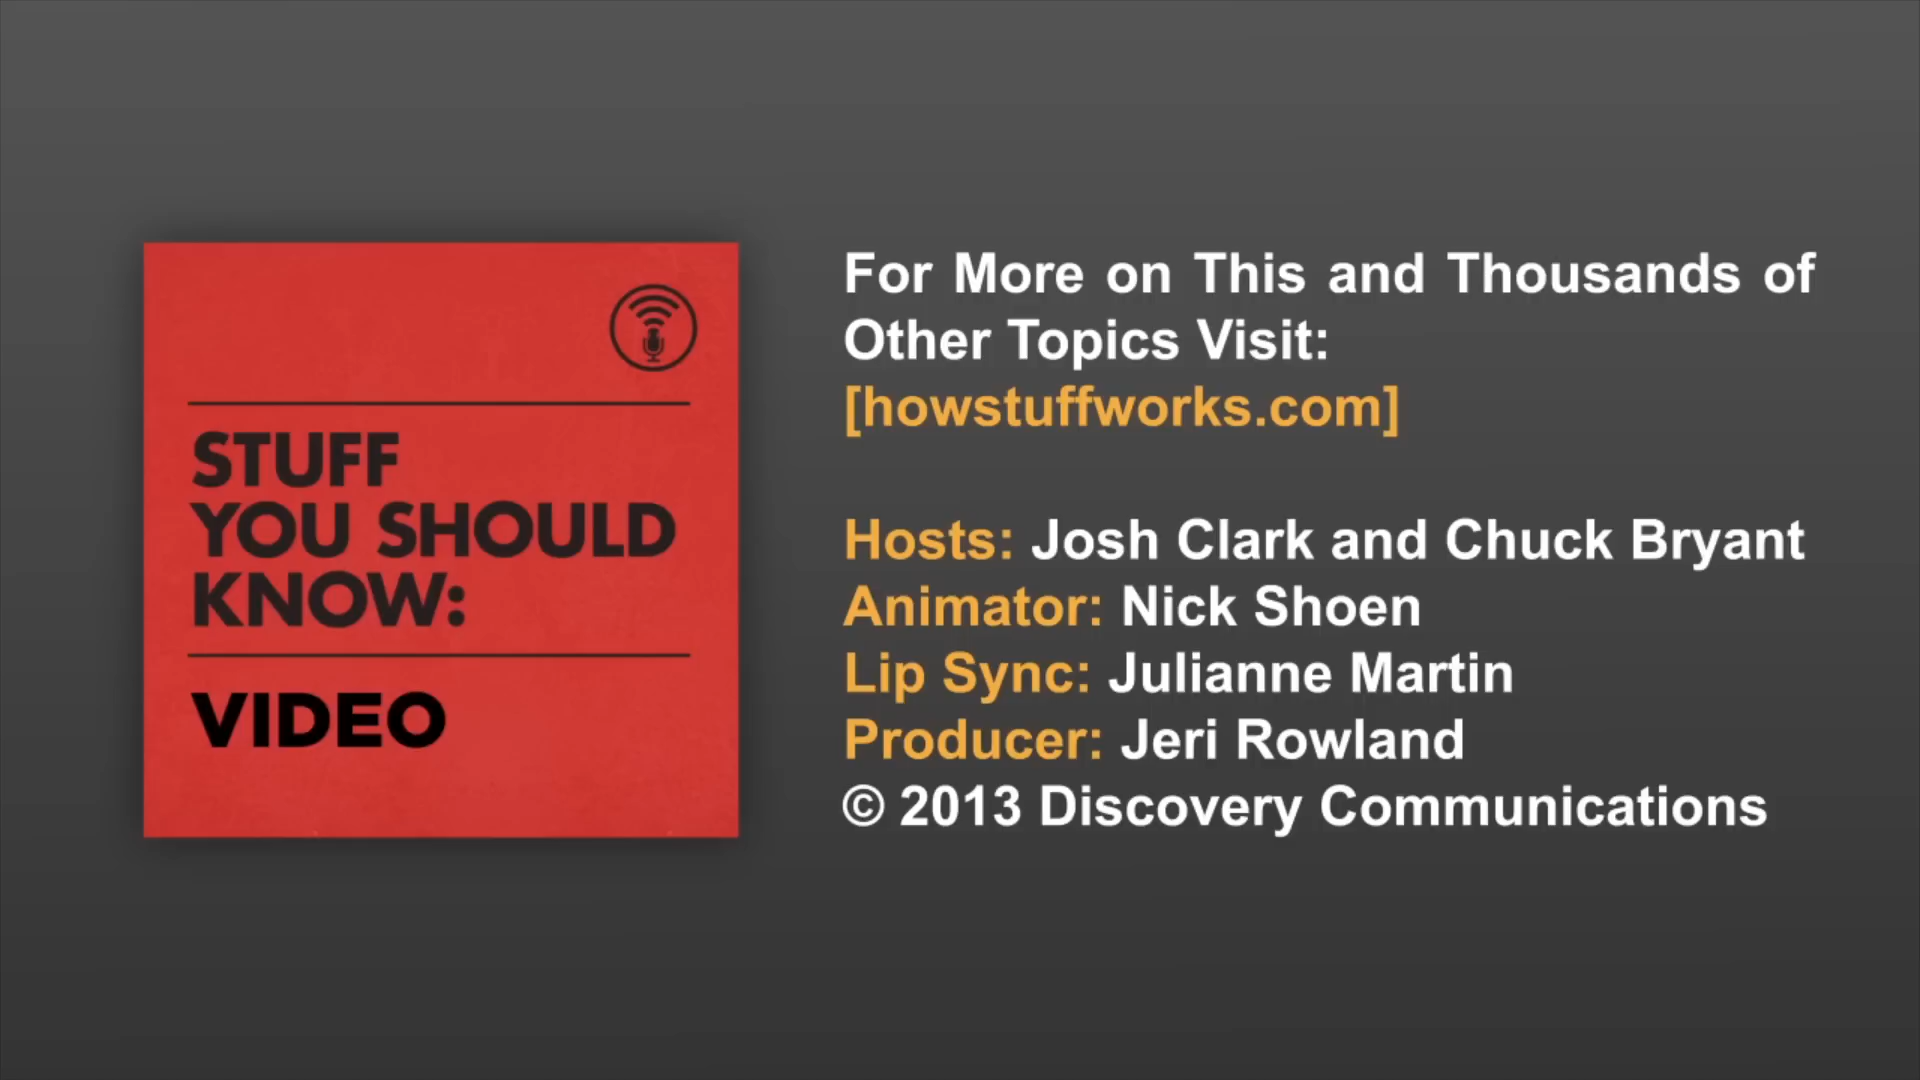 STUFF
YOU SHOULD
KNOW:
VIDEO
For More on This and Thousands of
Other Topics Visit:
[howstuffworks.com]
Hosts: Josh Clark and Chuck Bryant
Animator: Nick Shoen
Lip Sync: Julianne Martin
Producer: Jeri Rowland
© 2013 Discovery Communications